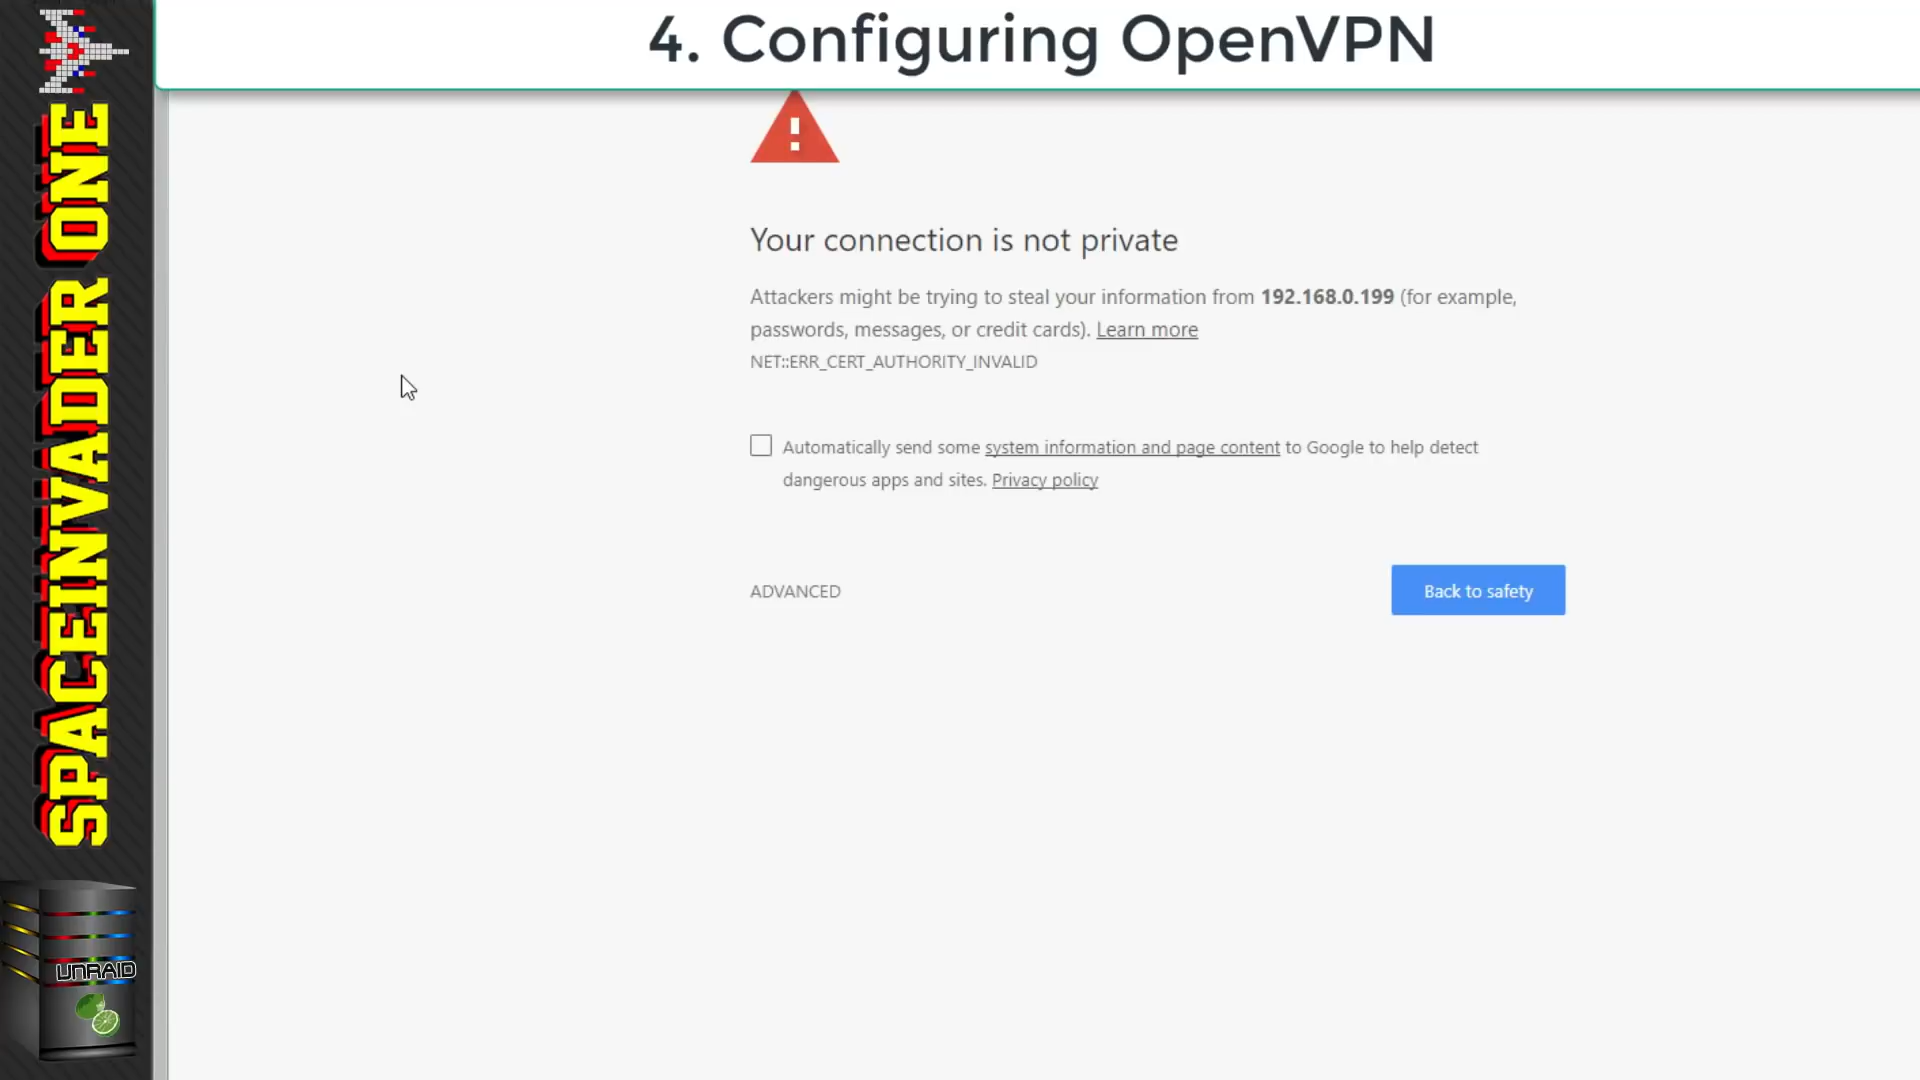 4. Configuring OpenVPN
SPACEINVADER ONE
!
Your connection is not private
Attackers might be trying to steal your information from 192.168.0.199 (for example,
passwords, messages, or credit cards). Learn more
NET::ERR_CERT_AUTHORITY_INVALID
Automatically send some system information and page content to Google to help detect
dangerous apps and sites. Privacy policy
ADVANCED
Back to safety
UNRAID